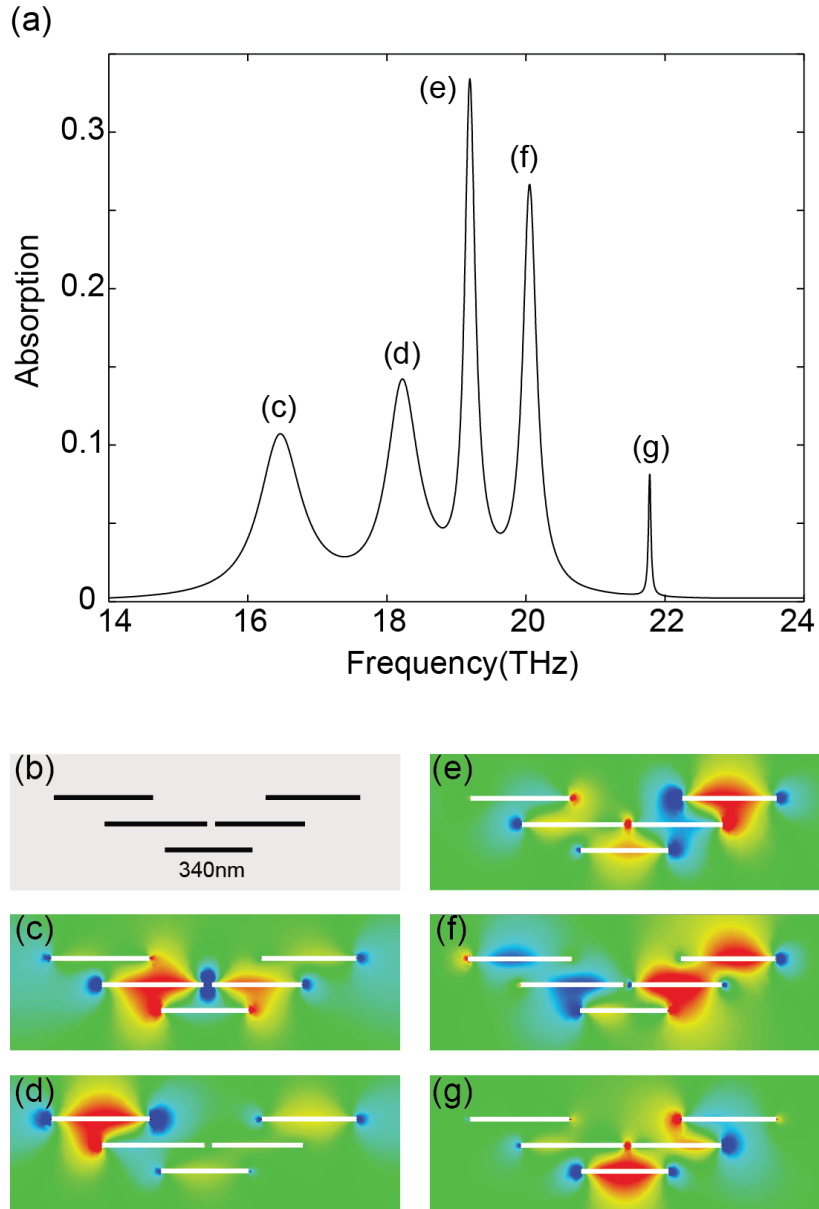 (a)
(e)
0.3
(f)
0.2
Absorption
(d)
(c)
(g)
0.1
0
14 16 18 20 22 24
Frequency(THz)
(b)
340nm
(e)
(c)
(f)
(d)
(g)